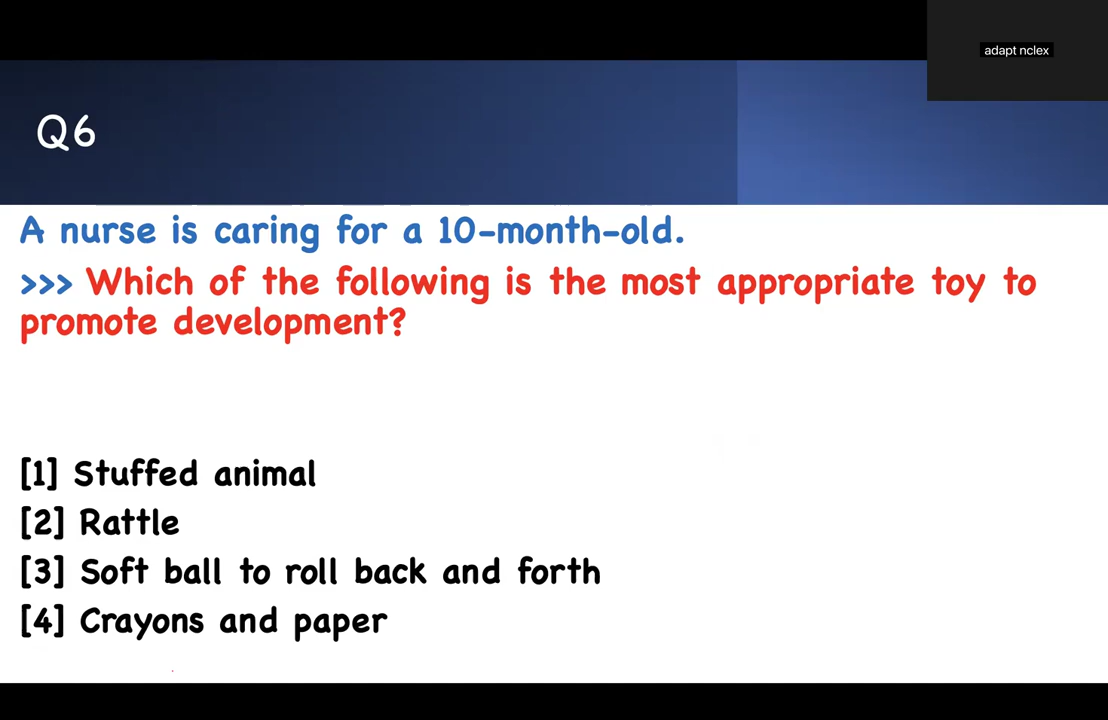 adapt nclex
Q6
A nurse is caring for a 10-month-old.
>>> Which of the following is the most appropriate toy to
promote development?
[1] Stuffed animal
[2] Rattle
[3] Soft ball to roll back and forth
[4] Crayons and paper